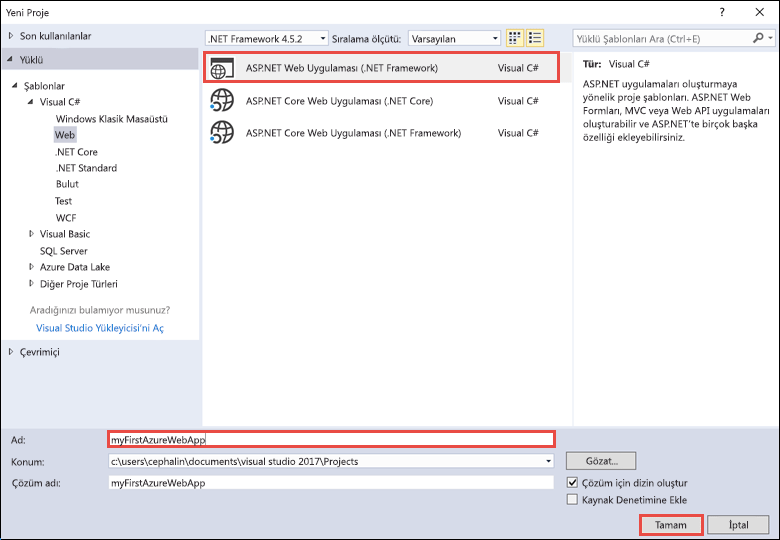 Yeni Proje
? ×
Son kullanılanlar
.NET Framework 4.5.2 Sıralama ölçütü: Varsayılan
Yüklü Şablonları Ara (Ctrl+E)
Yüklü
Şablonlar
Visual C#
Windows Klasik Masaüstü
Web
.NET Core
.NET Standard
Bulut
Test
WCF
Visual Basic
SQL Server
Azure Data Lake
Diğer Proje Türleri
Aradığınızı bulamıyor musunuz?
Visual Studio Yükleyicisi'ni Aç
Çevrimiçi
ASP.NET Web Uygulaması (.NET Framework) Visual C#
ASP.NET Core Web Uygulaması (.NET Core) Visual C#
ASP.NET Core Web Uygulaması (.NET Framework) Visual C#
Tür: Visual C#
ASP.NET uygulamaları oluşturmaya
yönelik proje şablonları. ASP.NET Web
Formları, MVC veya Web API uygulamaları
oluşturabilir ve ASP.NET'te birçok başka
özelliği ekleyebilirsiniz.
Ad: myFirstAzureWebApp
Konum: c:\users\cephalin\documents\visual studio 2017\Projects
Gözat...
Çözüm adı: myFirstAzureWebApp
Çözüm için dizin oluştur
Kaynak Denetimine Ekle
Tamam İptal